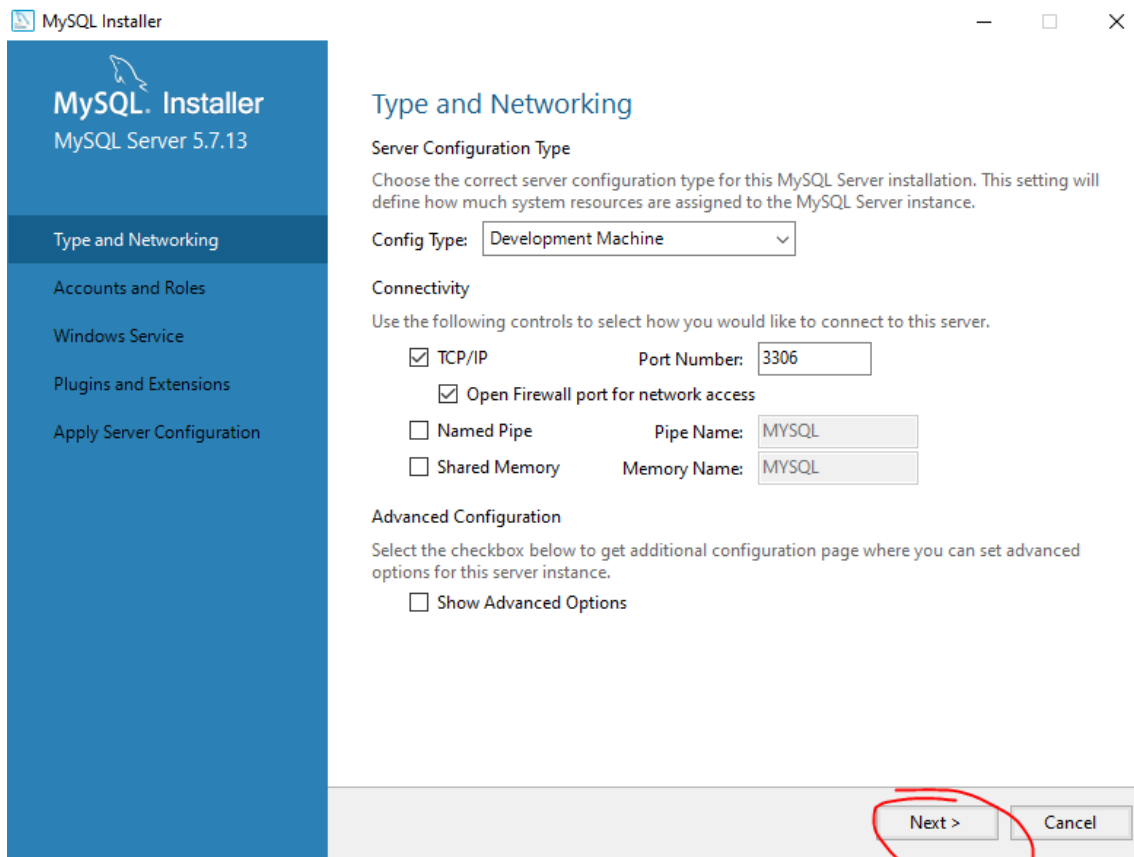 MySQL Installer
MySQL. Installer
MySQL Server 5.7.13
Type and Networking
Accounts and Roles
Windows Service
Plugins and Extensions
Apply Server Configuration
Type and Networking
Server Configuration Type
Choose the correct server configuration type for this MySQL Server installation. This setting will
define how much system resources are assigned to the MySQL Server instance.
Config Type: Development Machine
Connectivity
Use the following controls to select how you would like to connect to this server.
TCP/IP Port Number: 3306
Open Firewall port for network access
Named Pipe Pipe Name: MYSQL
Shared Memory Memory Name: MYSQL
Advanced Configuration
Select the checkbox below to get additional configuration page where you can set advanced
options for this server instance.
Show Advanced Options
Next > Cancel